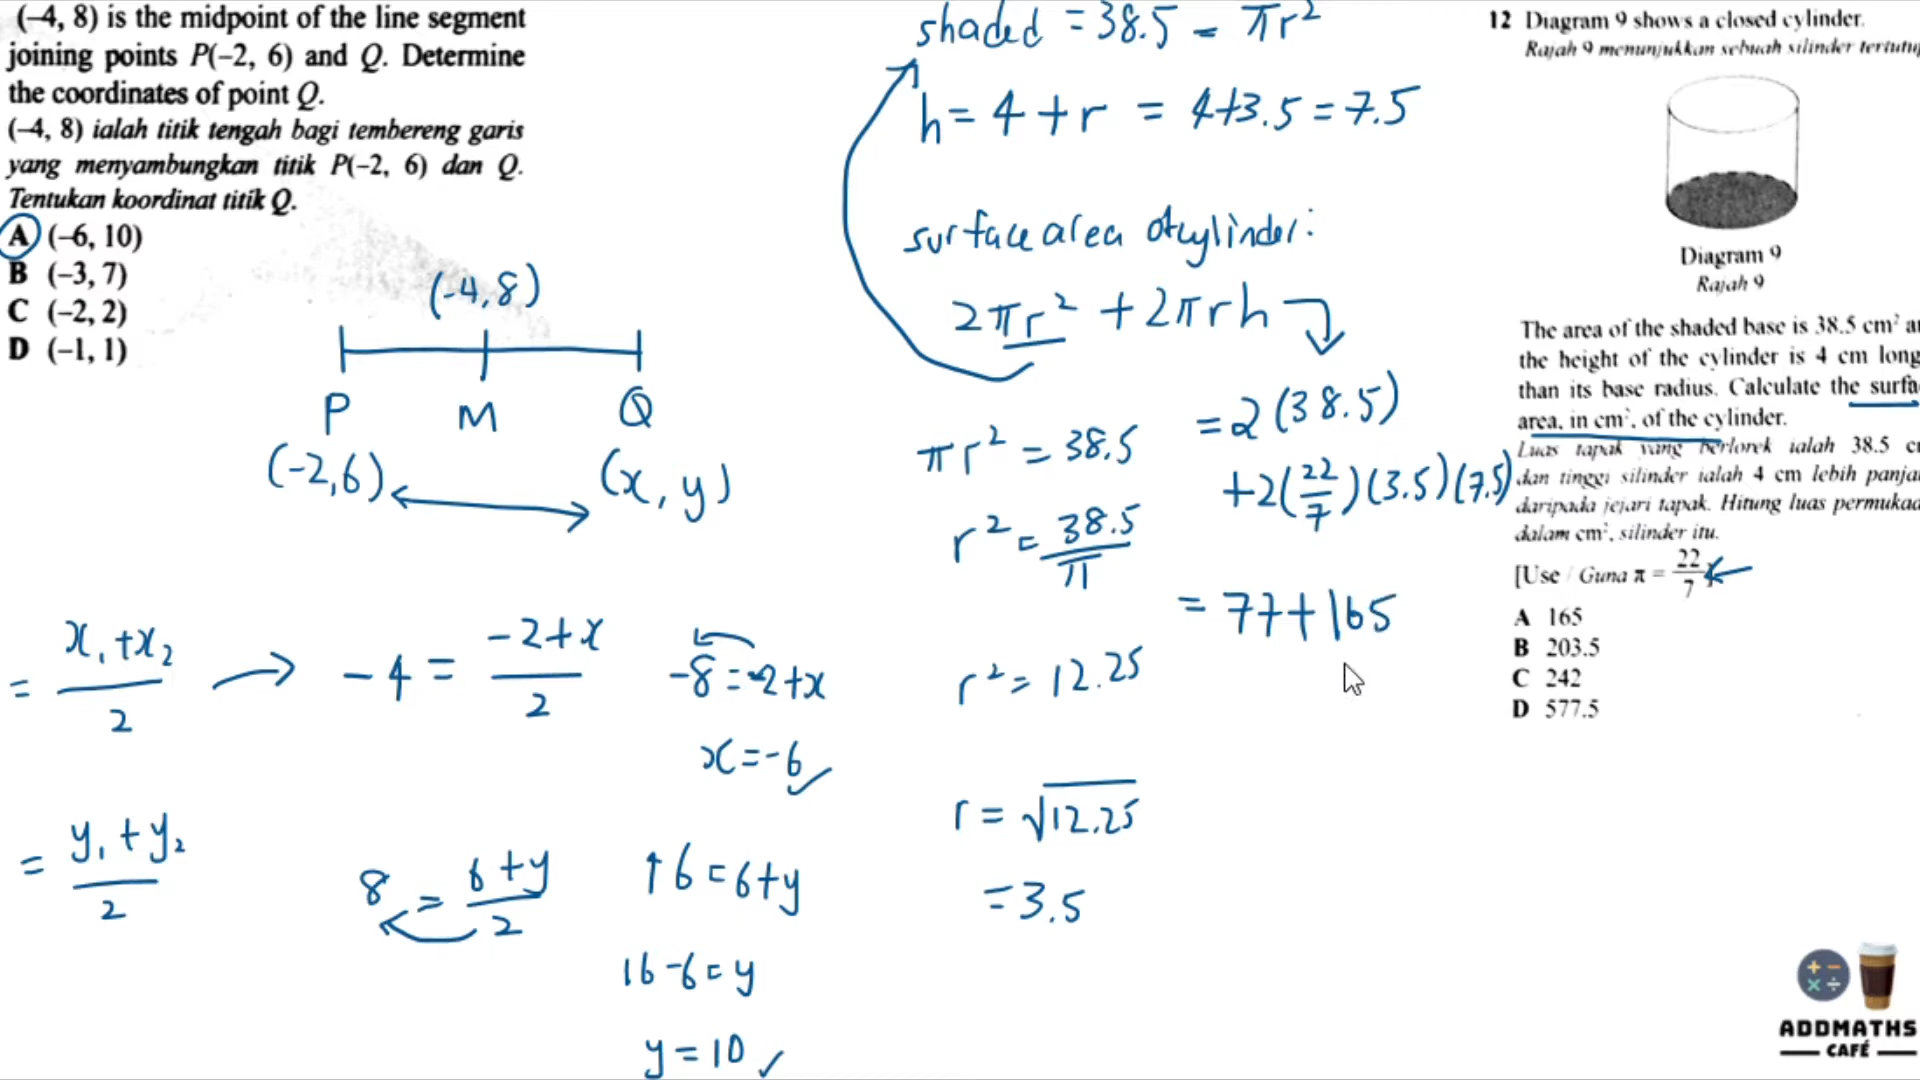 (–4, 8) is the midpoint of the line segment
joining points P(–2, 6) and Q. Determine
the coordinates of point Q.
(–4, 8) ialah titik tengah bagi tembereng garis
yang menyambungkan titik P(–2, 6) dan Q.
Tentukan koordinat titik Q.
A (–6, 10)
B (–3, 7)
C (–2, 2)
D (–1, 1)
(-4,8)
P M Q
(-2,6) (x, y)
= x₁+x₂ / 2
-4 = -2+x / 2
-8 = -2+x
x = -6
= y₁+y₂ / 2
8 = 6+y / 2
16 = 6+y
16-6 = y
y = 10
shaded = 38.5 = πr²
h = 4 + r = 4+3.5 = 7.5
surface area of cylinder:
2πr² + 2πrh
πr² = 38.5
r² = 38.5 / π
r² = 12.25
r = √12.25
= 3.5
= 2(38.5)
+2(22/7)(3.5)(7.5)
= 77+165
12 Diagram 9 shows a closed cylinder.
Rajah 9 menunjukkan sebuah silinder
Diagram 9
Rajah 9
The area of the shaded base is 38.5 cm²
the height of the cylinder is 4 cm
than its base radius. Calculate the
area, in cm², of the cylinder.
Luas tapak yang berlorek ialah 38.5
dan tinggi silinder ialah 4 cm lebih
daripada jejari tapak. Hitung luas
dalam cm², silinder itu.
[Use / Guna π = 22/7]
A 165
B 203.5
C 242
D 577.5
+ −
× ÷
ADDMATHS
CAFÉ